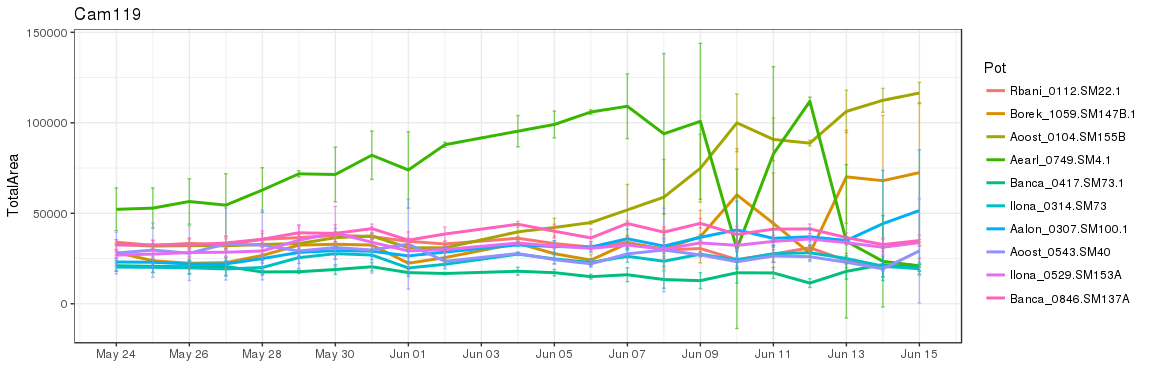 Cam119
150000
100000
50000
0
TotalArea
May 24
May 26
May 28
May 30
Jun 01
Jun 03
Jun 05
Jun 07
Jun 09
Jun 11
Jun 13
Jun 15
Pot
Rbani_0112.SM22.1
Borek_1059.SM147B.1
Aoost_0104.SM155B
Aearl_0749.SM4.1
Banca_0417.SM73.1
Ilona_0314.SM73
Aalon_0307.SM100.1
Aoost_0543.SM40
Ilona_0529.SM153A
Banca_0846.SM137A